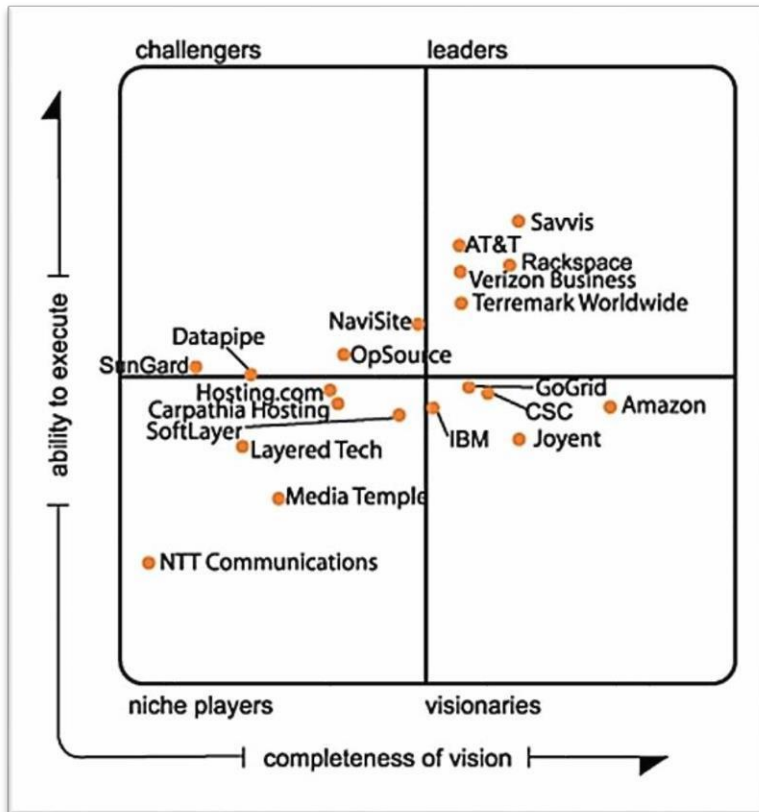 challengers
leaders
Savvis
AT&T
Rackspace
Verizon Business
Terremark Worldwide
NaviSite
Datapipe
OpSource
SunGard
Hosting.com
GoGrid
Carpathia Hosting
CSC
Amazon
SoftLayer
IBM
Joyent
Layered Tech
Media Temple
NTT Communications
ability to execute
niche players
visionaries
completeness of vision